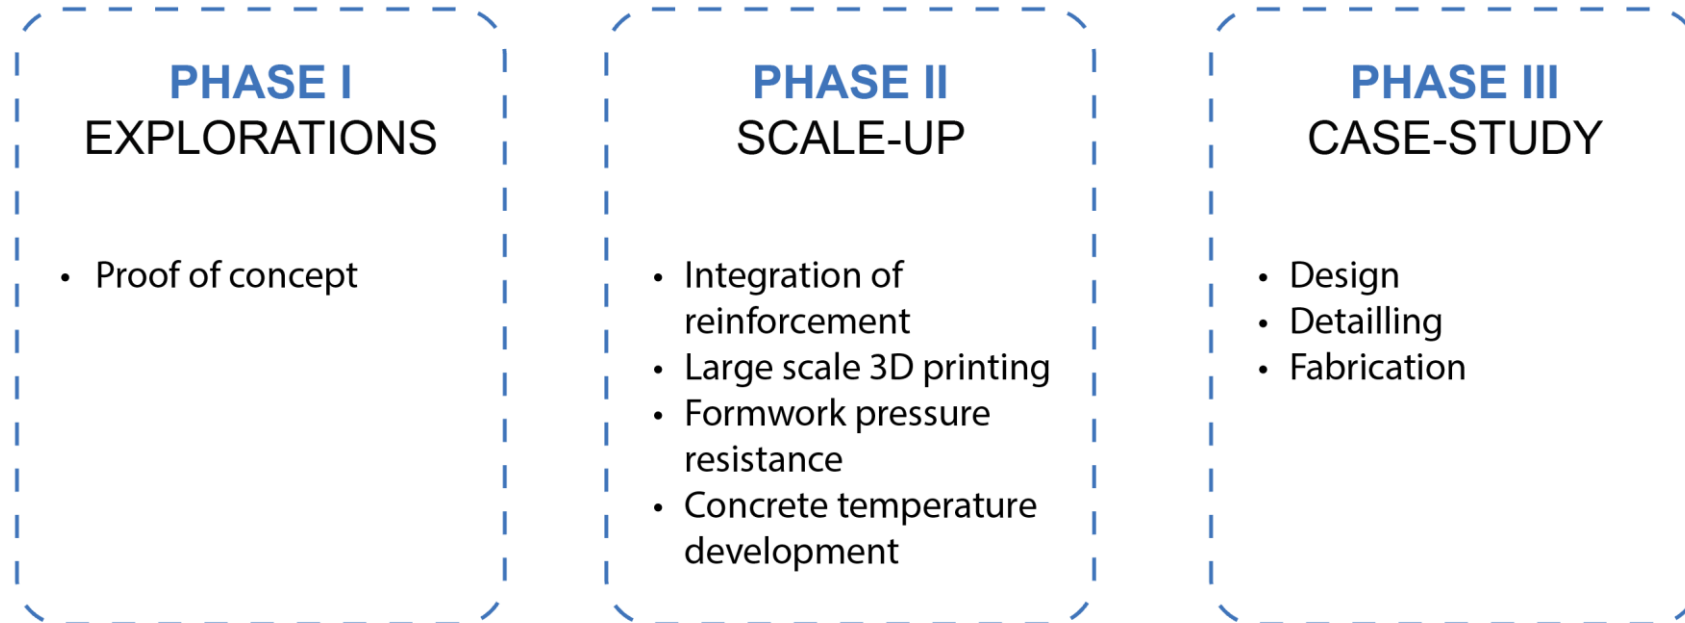 PHASE I
EXPLORATIONS
• Proof of concept
PHASE II
SCALE-UP
• Integration of
reinforcement
• Large scale 3D printing
• Formwork pressure
resistance
• Concrete temperature
development
PHASE III
CASE-STUDY
• Design
• Detailling
• Fabrication